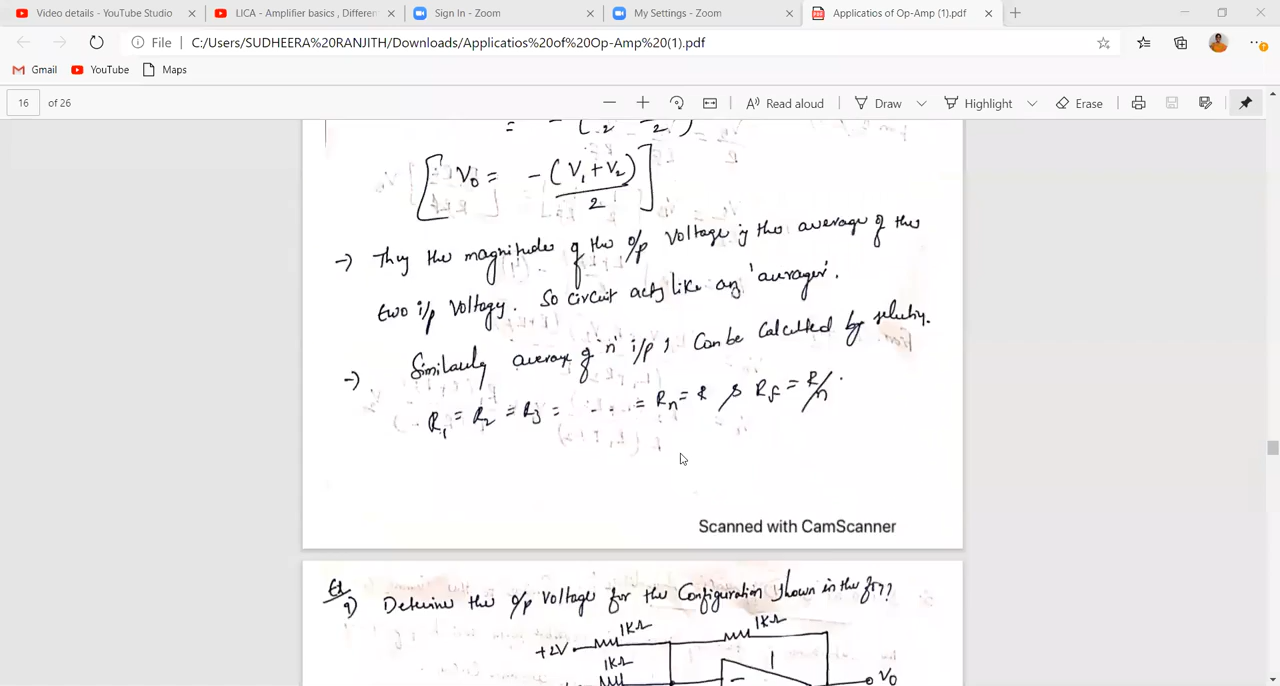 Video details - YouTube Studio
LICA - Amplifier basics , Differen
Sign In - Zoom
My Settings - Zoom
Applicatios of Op-Amp (1).pdf
File
C:/Users/SUDHEERA%20RANJITH/Downloads/Applicatios%20of%20Op-Amp%20(1).pdf
Gmail
YouTube
Maps
16 of 26
Read aloud
Draw
Highlight
Erase
= - ( 2 2 )
[ V0 = - (V1 + V2) / 2 ]
→ Thus the magnitude of the o/p voltage is the average of the
two i/p voltages. So circuit acts like an 'averager'.
→ Similarly average of 'n' i/p s can be calculated by selecting.
R1 = R2 = R3 = ..... = Rn = R & Rf = R/n.
Scanned with CamScanner
Ex
9) Determine the o/p voltage for the configuration shown in the fig??
1KΩ
1KΩ
+2V
1KΩ
V0